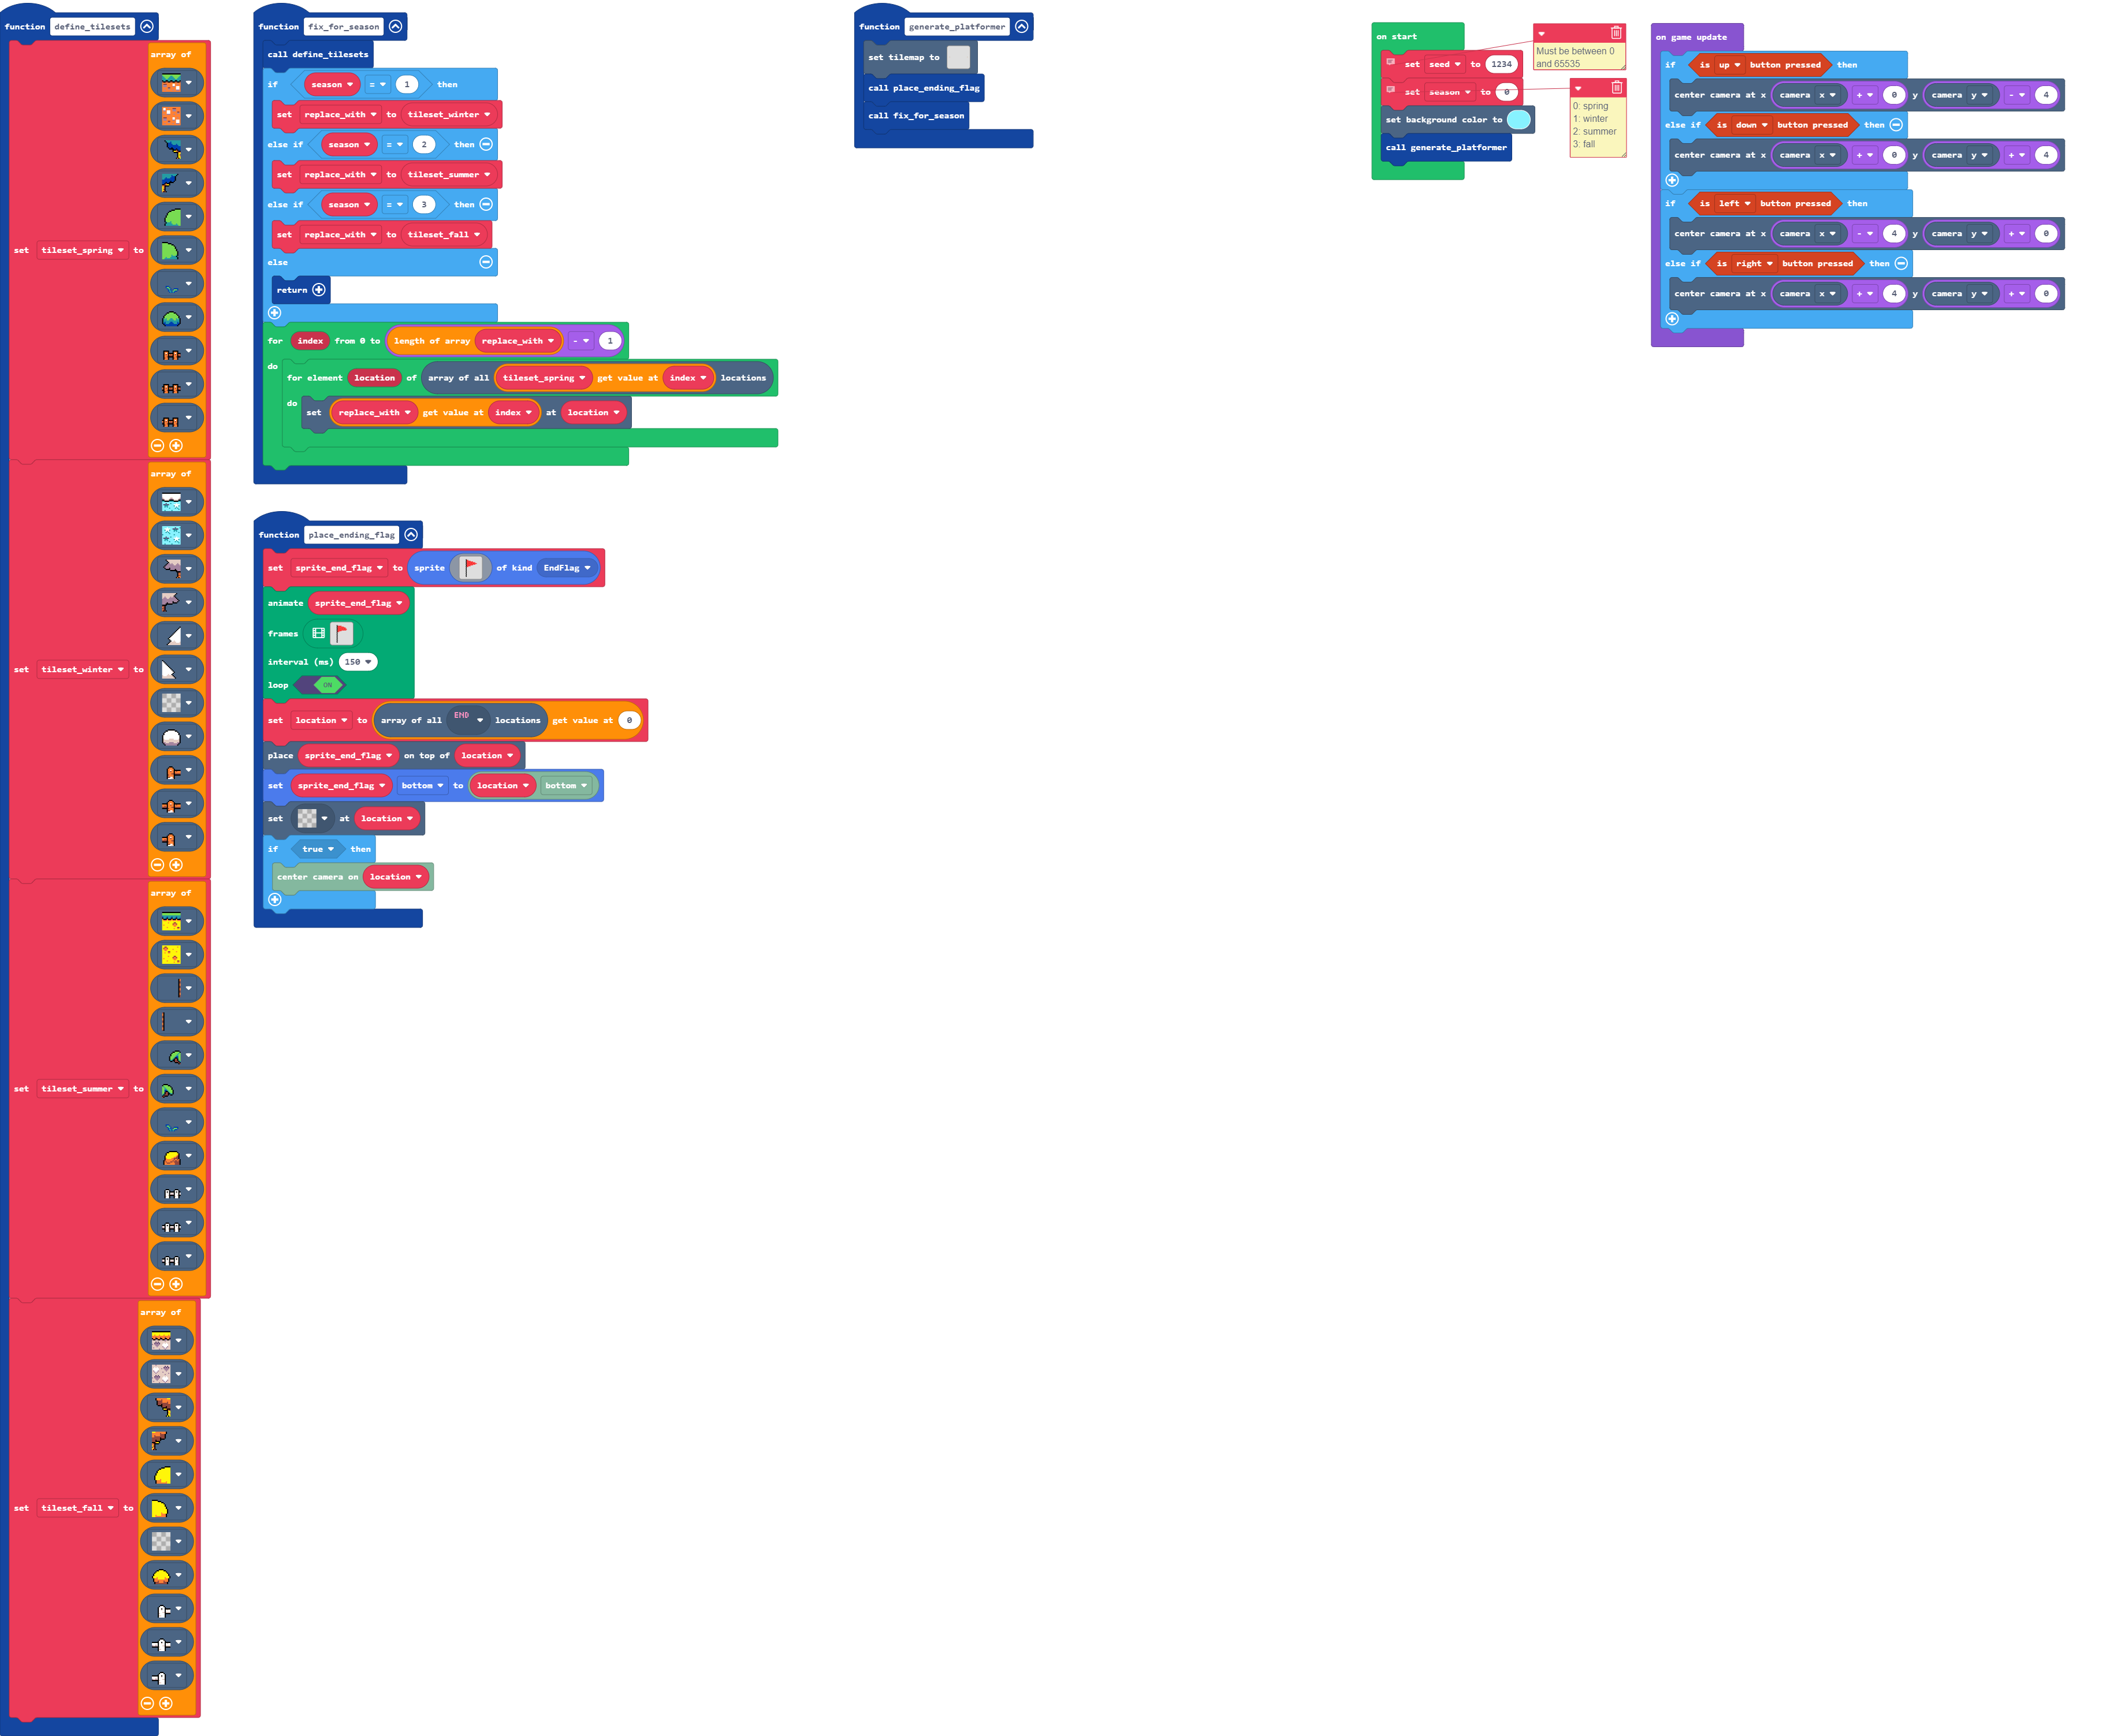 function define_tilesets
set tileset_spring to array of
set tileset_winter to array of
set tileset_summer to array of
set tileset_fall to array of
function fix_for_season
call define_tilesets
if season = 1 then
set replace_with to tileset_winter
else if season = 2 then
set replace_with to tileset_summer
else if season = 3 then
set replace_with to tileset_fall
else
return
for index from 0 to length of array replace_with - 1
do
for element location of array of all tileset_spring get value at index locations
do
set replace_with get value at index at location
function place_ending_flag
set sprite_end_flag to sprite of kind EndFlag
animate sprite_end_flag
frames
interval (ms) 150
loop ON
set location to array of all END locations get value at 0
place sprite_end_flag on top of location
set sprite_end_flag bottom to location bottom
set at location
if true then
center camera on location
function generate_platformer
set tilemap to
call place_ending_flag
call fix_for_season
on start
set seed to 1234
set season to 0
set background color to
call generate_platformer
Must be between 0
and 65535
0: spring
1: winter
2: summer
3: fall
on game update
if is up button pressed then
center camera at x camera x + 0 y camera y - 4
else if is down button pressed then
center camera at x camera x + 0 y camera y + 4
if is left button pressed then
center camera at x camera x - 4 y camera y + 0
else if is right button pressed then
center camera at x camera x + 4 y camera y + 0